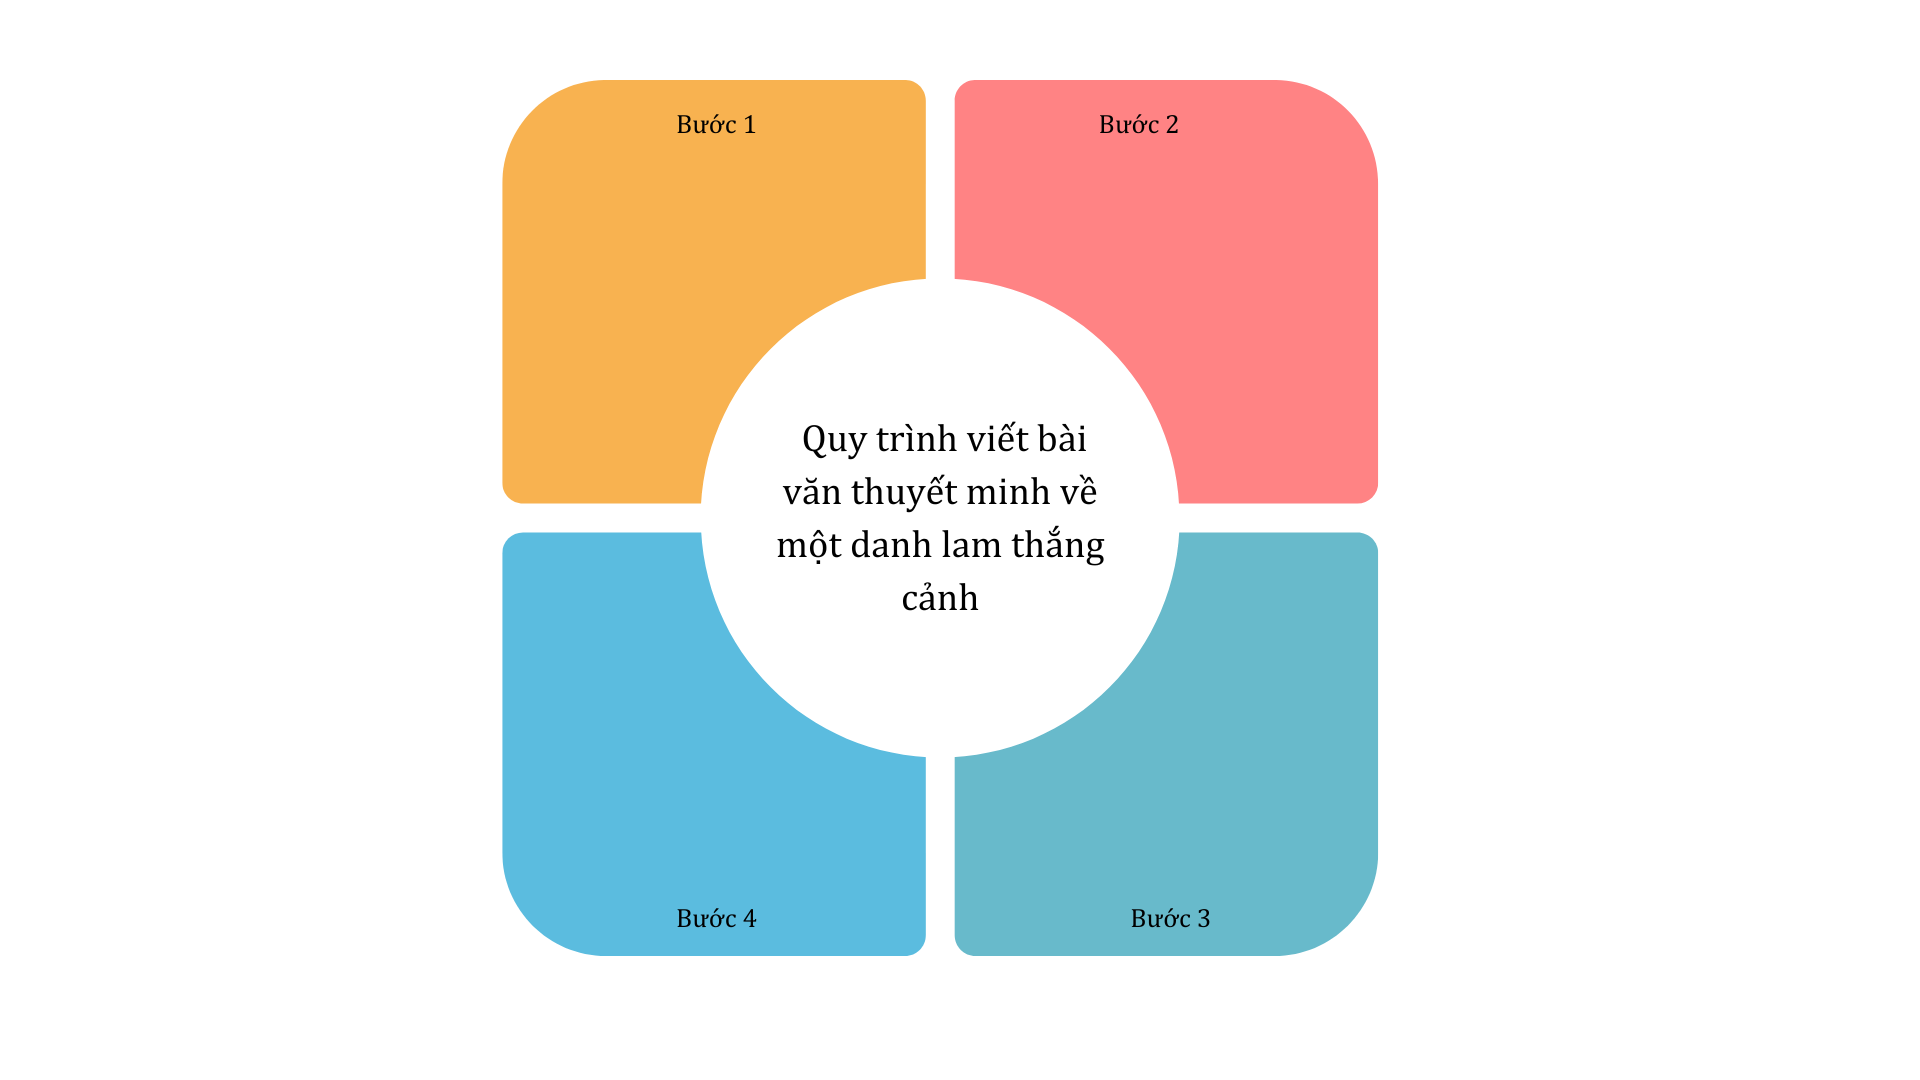 Bước 1
Bước 2
Quy trình viết bài
văn thuyết minh về
một danh lam thắng
cảnh
Bước 4
Bước 3